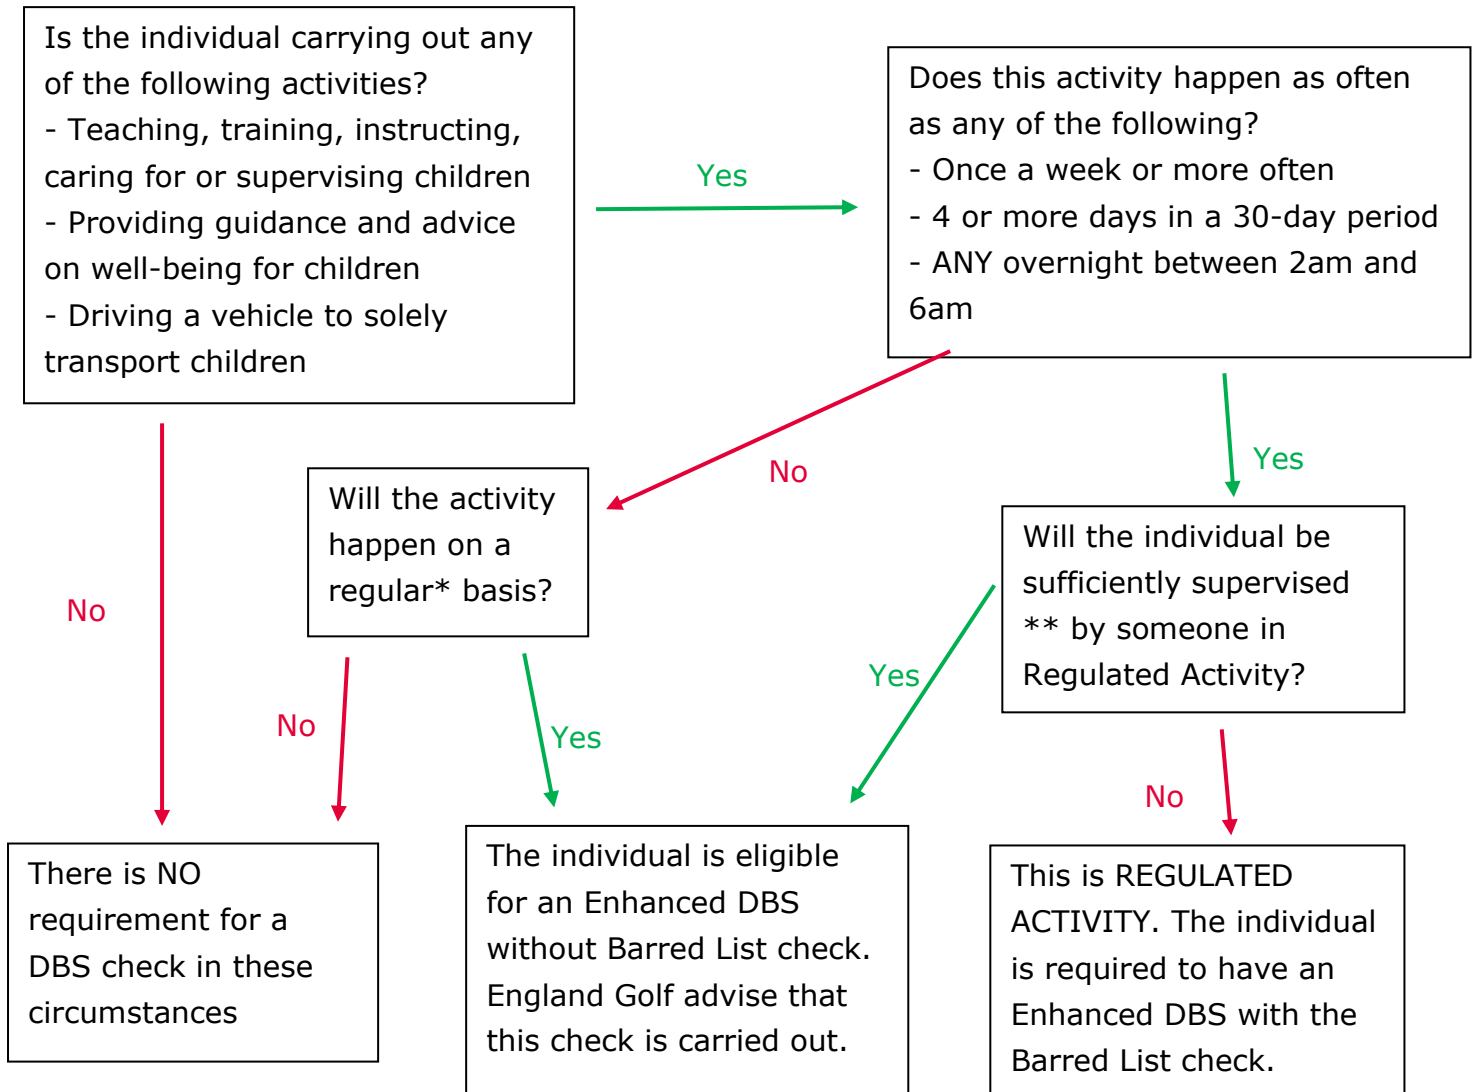 Is the individual carrying out any
of the following activities?
- Teaching, training, instructing,
caring for or supervising children
- Providing guidance and advice
on well-being for children
- Driving a vehicle to solely
transport children
Yes
Does this activity happen as often
as any of the following?
- Once a week or more often
- 4 or more days in a 30-day period
- ANY overnight between 2am and
6am
No
No
Yes
Will the activity
happen on a
regular* basis?
Will the individual be
sufficiently supervised
** by someone in
Regulated Activity?
No
Yes
Yes
No
There is NO
requirement for a
DBS check in these
circumstances
The individual is eligible
for an Enhanced DBS
without Barred List check.
England Golf advise that
this check is carried out.
This is REGULATED
ACTIVITY. The individual
is required to have an
Enhanced DBS with the
Barred List check.